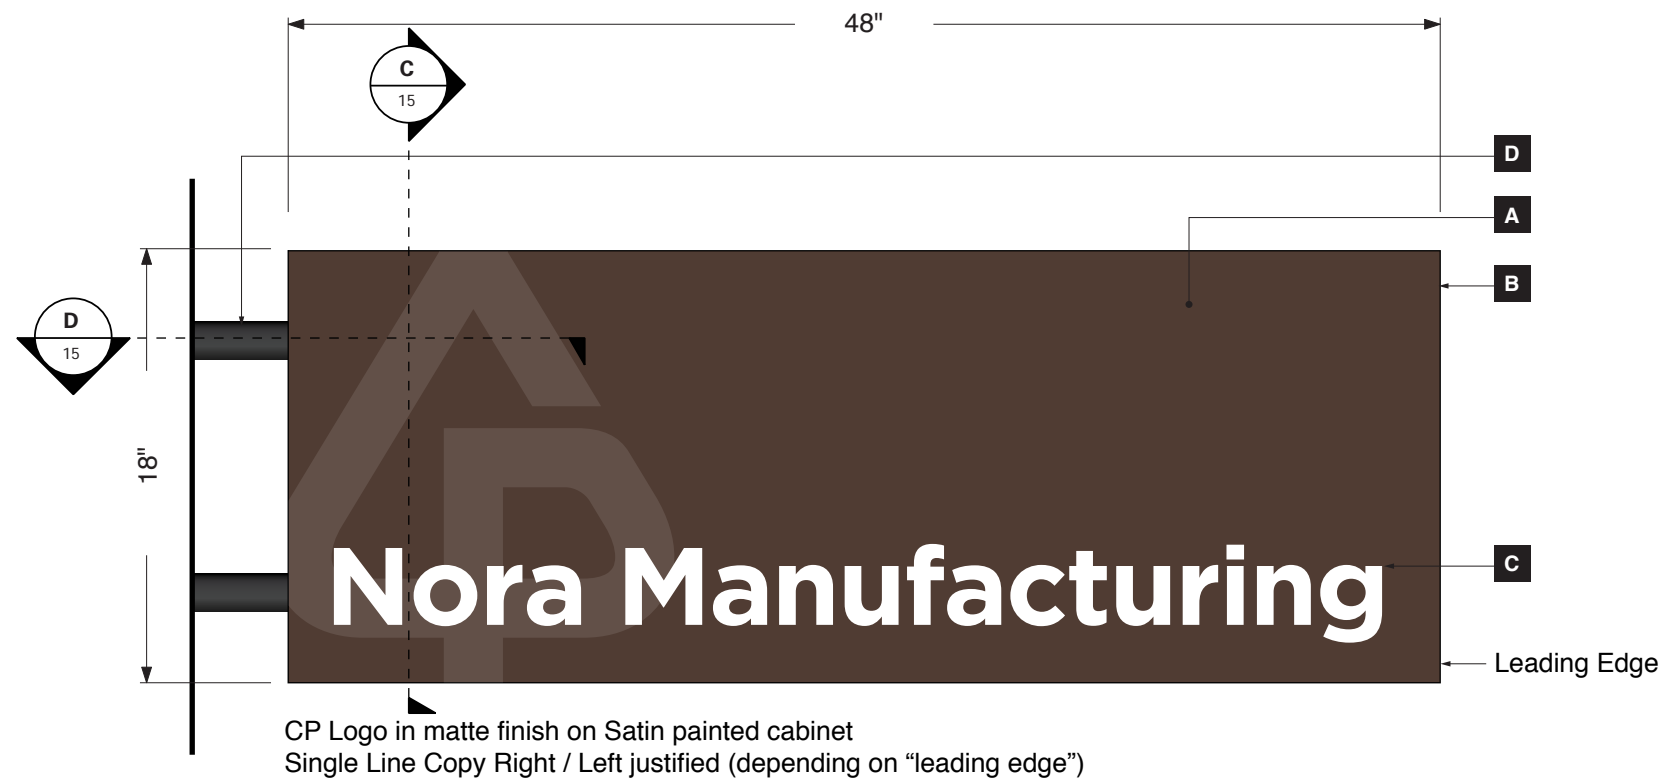 48"
C
15
D
A
B
D
15
18"
Nora Manufacturing
C
Leading Edge
CP Logo in matte finish on Satin painted cabinet
Single Line Copy Right / Left justified (depending on “leading edge”)